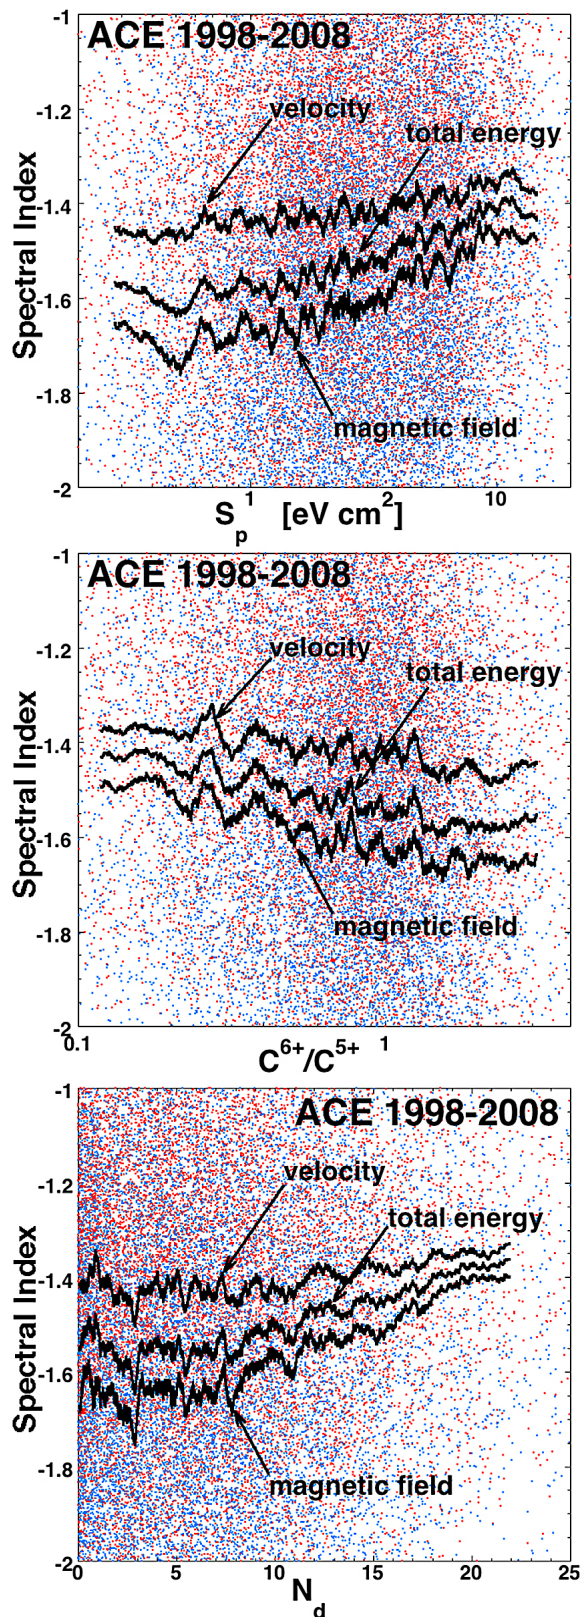 -1
ACE 1998-2008
velocity
-1.2
total energy
Spectral Index
-1.4
-1.6
-1.8
magnetic field
-2
1
2
10
S_p^1 [eV cm^2]
-1
ACE 1998-2008
velocity
-1.2
total energy
Spectral Index
-1.4
-1.6
-1.8
magnetic field
-2
0.1
1
C^6+/C^5+
-1
ACE 1998-2008
velocity
-1.2
total energy
Spectral Index
-1.4
-1.6
-1.8
magnetic field
-2
0 5 10 15 20 25
N_d